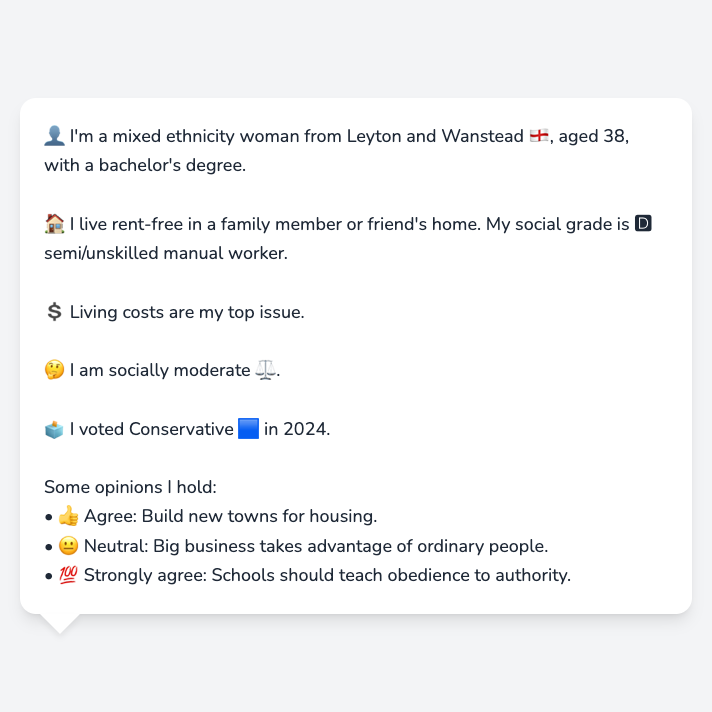 👤 I'm a mixed ethnicity woman from Leyton and Wanstead 🏴󠁧󠁢󠁥󠁮󠁧󠁿, aged 38,
with a bachelor's degree.
🏠 I live rent-free in a family member or friend's home. My social grade is 🅳
semi/unskilled manual worker.
💲 Living costs are my top issue.
🤔 I am socially moderate ⚖️.
🗳️ I voted Conservative 🟦 in 2024.
Some opinions I hold:
• 👍 Agree: Build new towns for housing.
• 😐 Neutral: Big business takes advantage of ordinary people.
• 💯 Strongly agree: Schools should teach obedience to authority.